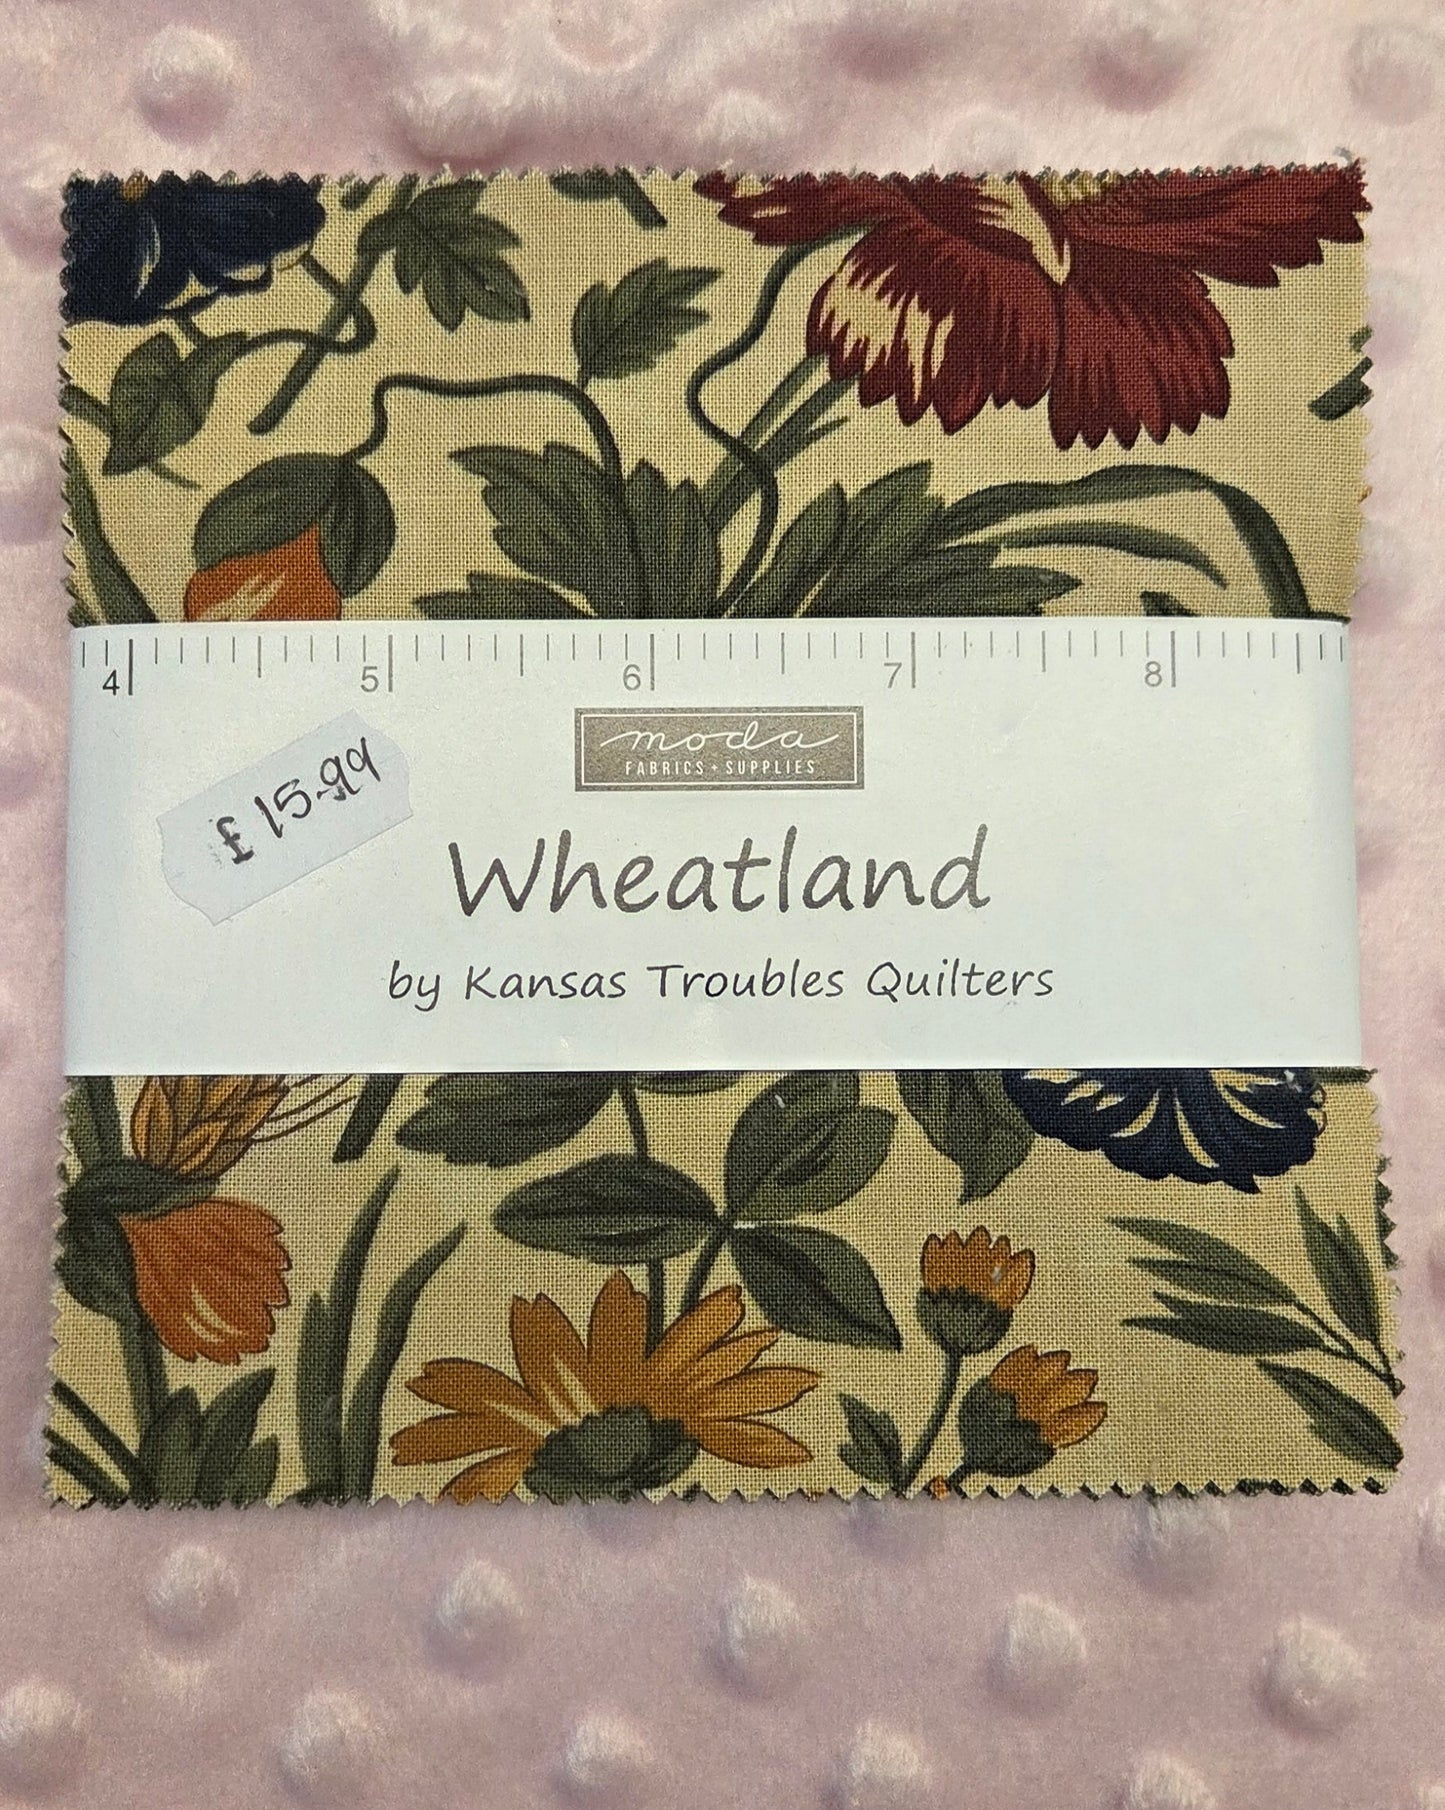 4 5 6 7 8
moda
FABRICS + SUPPLIES
£15.99
Wheatland
by Kansas Troubles Quilters